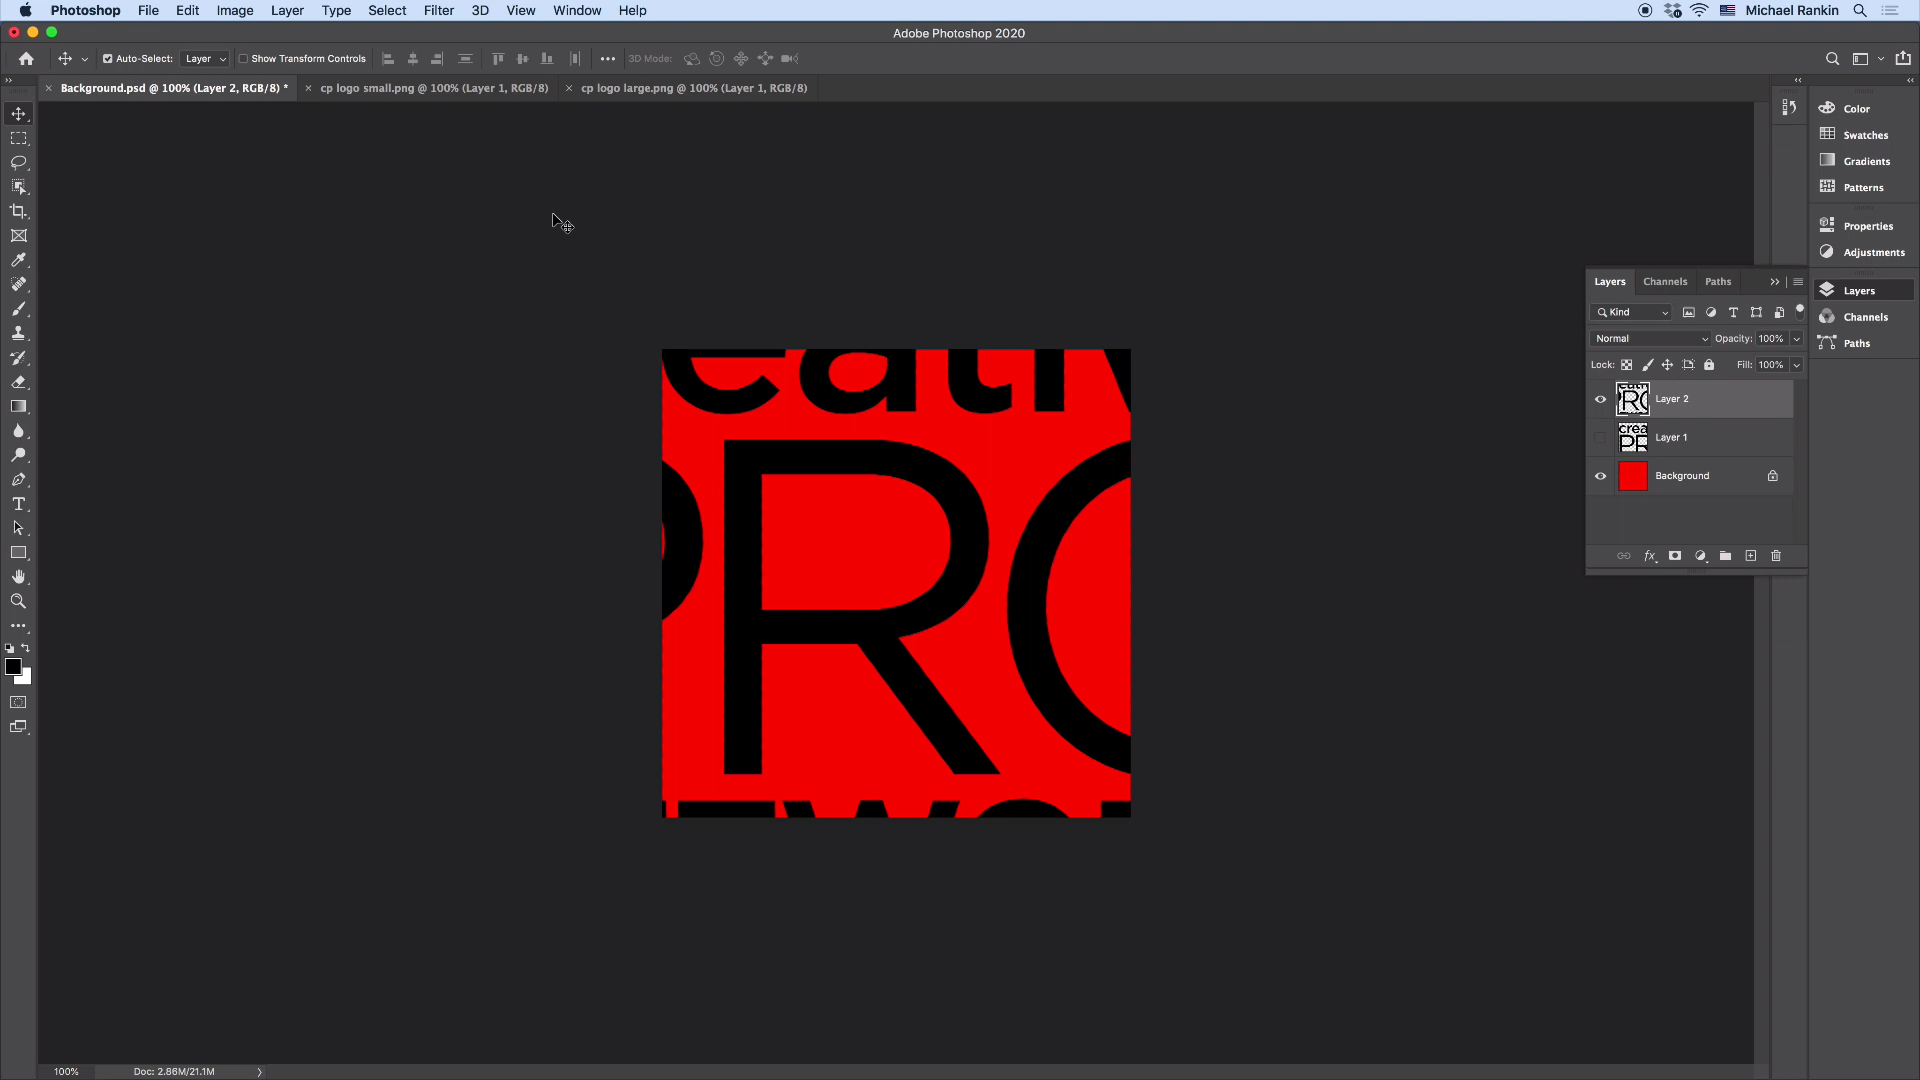 Photoshop File Edit Image Layer Type Select Filter 3D View Window Help Michael Rankin
Adobe Photoshop 2020
Auto-Select: Layer Show Transform Controls 3D Mode:
Background.psd @ 100% (Layer 2, RGB/8) * cp logo small.png @ 100% (Layer 1, RGB/8) cp logo large.png @ 100% (Layer 1, RGB/8)
Color
Swatches
Gradients
Patterns
Properties
Adjustments
Layers
Channels
Paths
Layers Channels Paths
Kind
Normal Opacity: 100%
Lock: Fill: 100%
Layer 2
Layer 1
Background
fx
eati
RO
100% Doc: 2.86M/21.1M